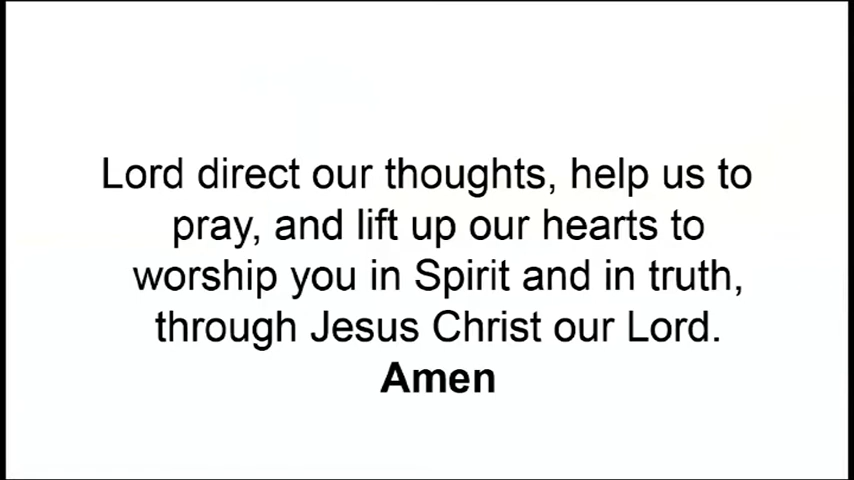 Lord direct our thoughts, help us to
pray, and lift up our hearts to
worship you in Spirit and in truth,
through Jesus Christ our Lord.
Amen